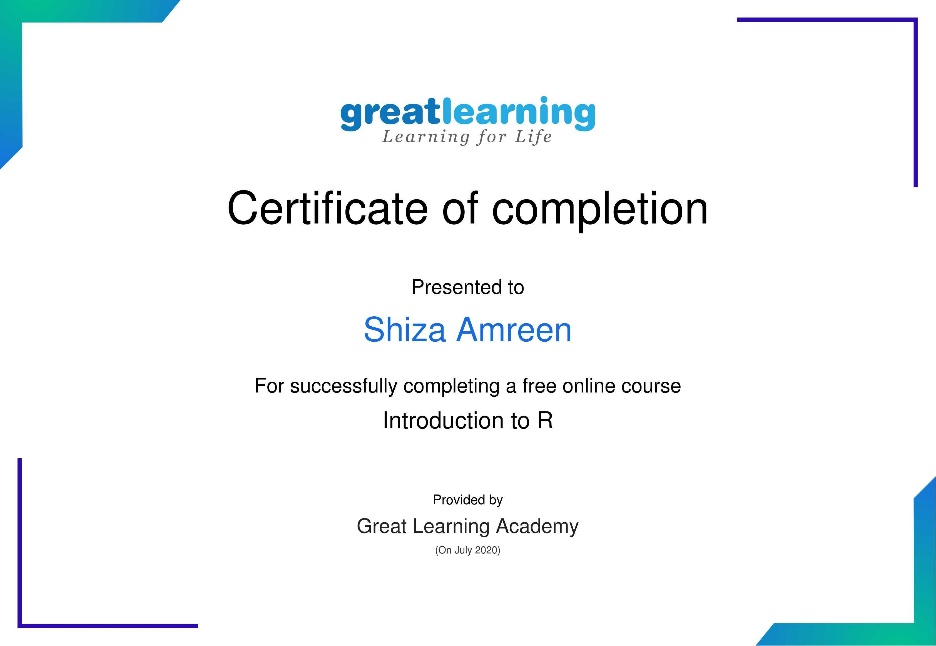 greatlearning
Learning for Life
Certificate of completion
Presented to
Shiza Amreen
For successfully completing a free online course
Introduction to R
Provided by
Great Learning Academy
(On July 2020)